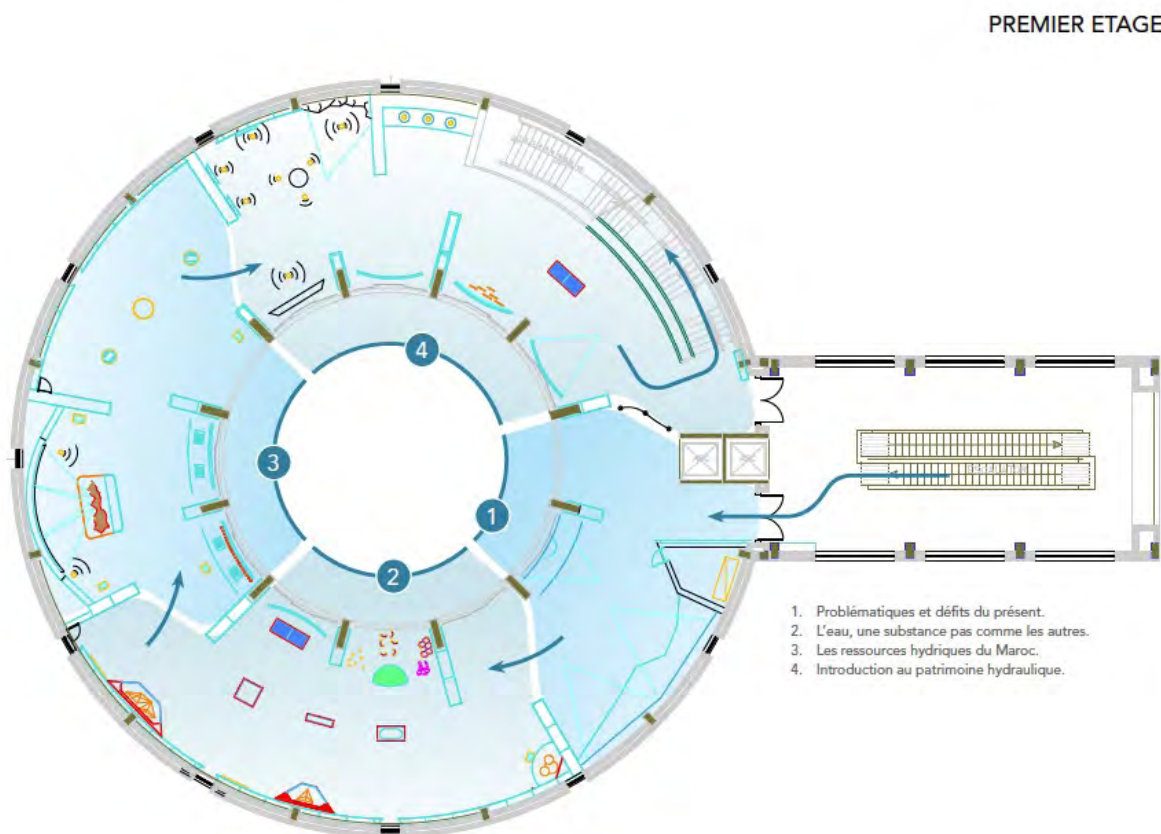 PREMIER ETAGE
4
3
1
2
1. Problématiques et défits du présent.
2. L'eau, une substance pas comme les autres.
3. Les ressources hydriques du Maroc.
4. Introduction au patrimoine hydraulique.